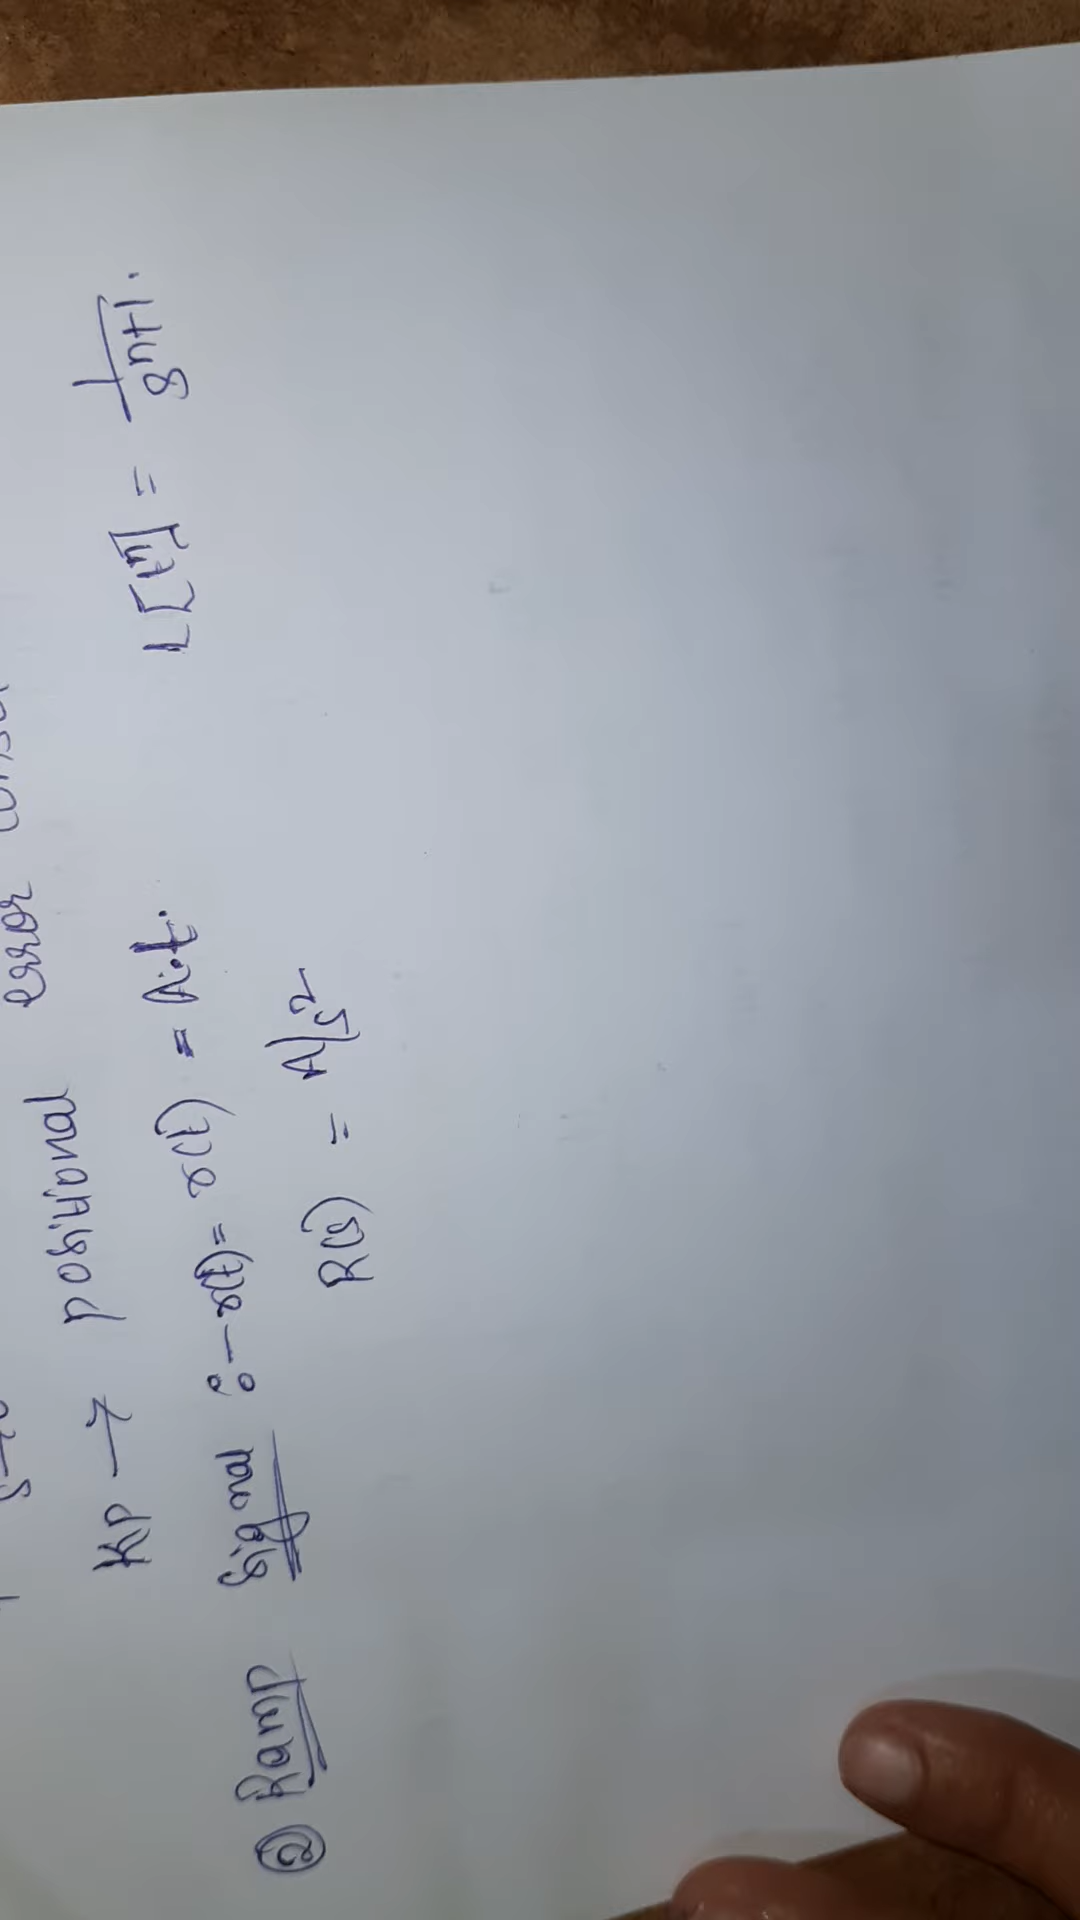 Kp → positional error
② Ramp signal :- r(t) = r(t) = A.t.
L[tⁿ] = 1/sⁿ⁺¹.
R(s) = A/s²